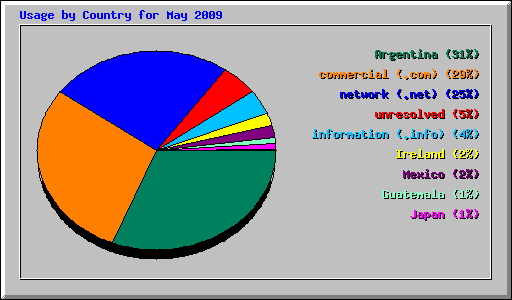 Usage by Country for May 2009
Argentina (31%)
commercial (.com) (29%)
network (.net) (25%)
unresolved (5%)
information (.info) (4%)
Ireland (2%)
Mexico (2%)
Guatemala (1%)
Japan (1%)